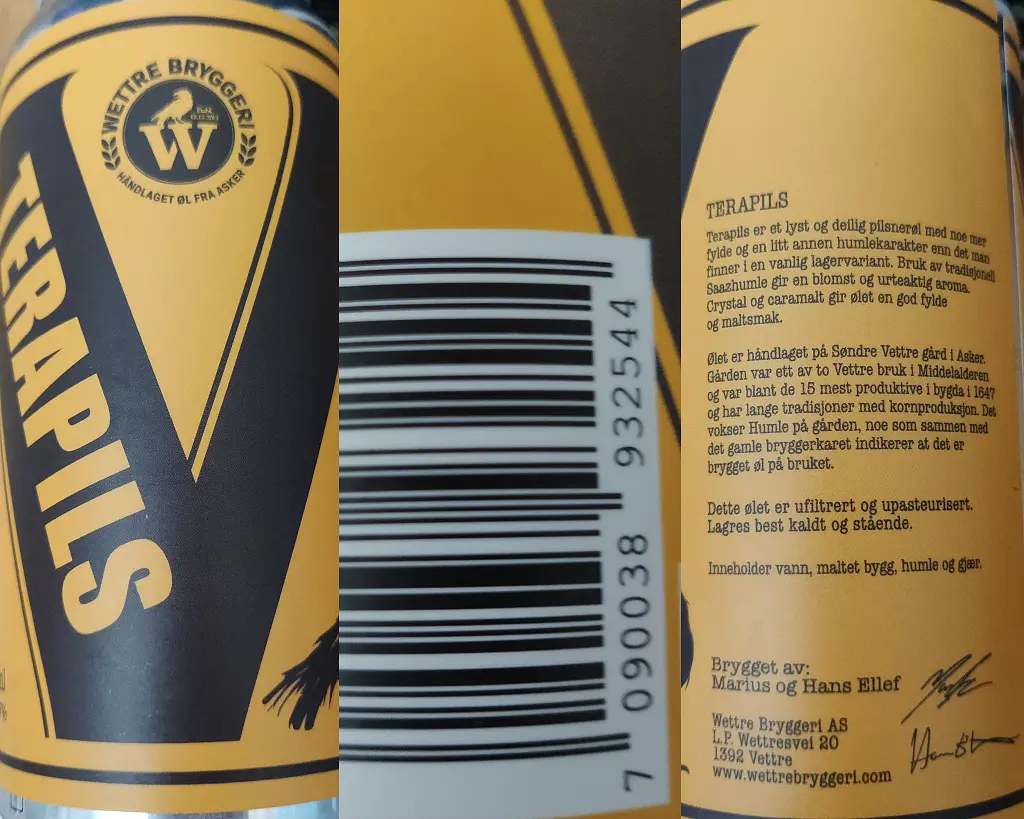 WETTRE BRYGGERI
W
HÅNDLAGET ØL FRA ASKER
TERAPILS
7 090038 932544
TERAPILS
Terapils er et lyst og deilig pilsnerøl med noe mer
fylde og en litt annen humlekarakter enn det man
finner i en vanlig lagervariant. Bruk av tradisjonell
Saazhumle gir en blomst og urteaktig aroma.
Crystal og caramalt gir ølet en god fylde
og maltsmak.
Ølet er håndlaget på Søndre Vettre gård i Asker.
Gården var ett av to Vettre bruk i Middelalderen
og var blant de 15 mest produktive i bygda i 1647
og har lange tradisjoner med kornproduksjon. Det
vokser Humle på gården, noe som sammen med
det gamle bryggerkaret indikerer at det er
brygget øl på bruket.
Dette ølet er ufiltrert og upasteurisert.
Lagres best kaldt og stående.
Inneholder vann, maltet bygg, humle og gjær.
Brygget av:
Marius og Hans Ellef
Wettre Bryggeri AS
L.P. Wettresvei 20
1392 Vettre
www.wettrebryggeri.com